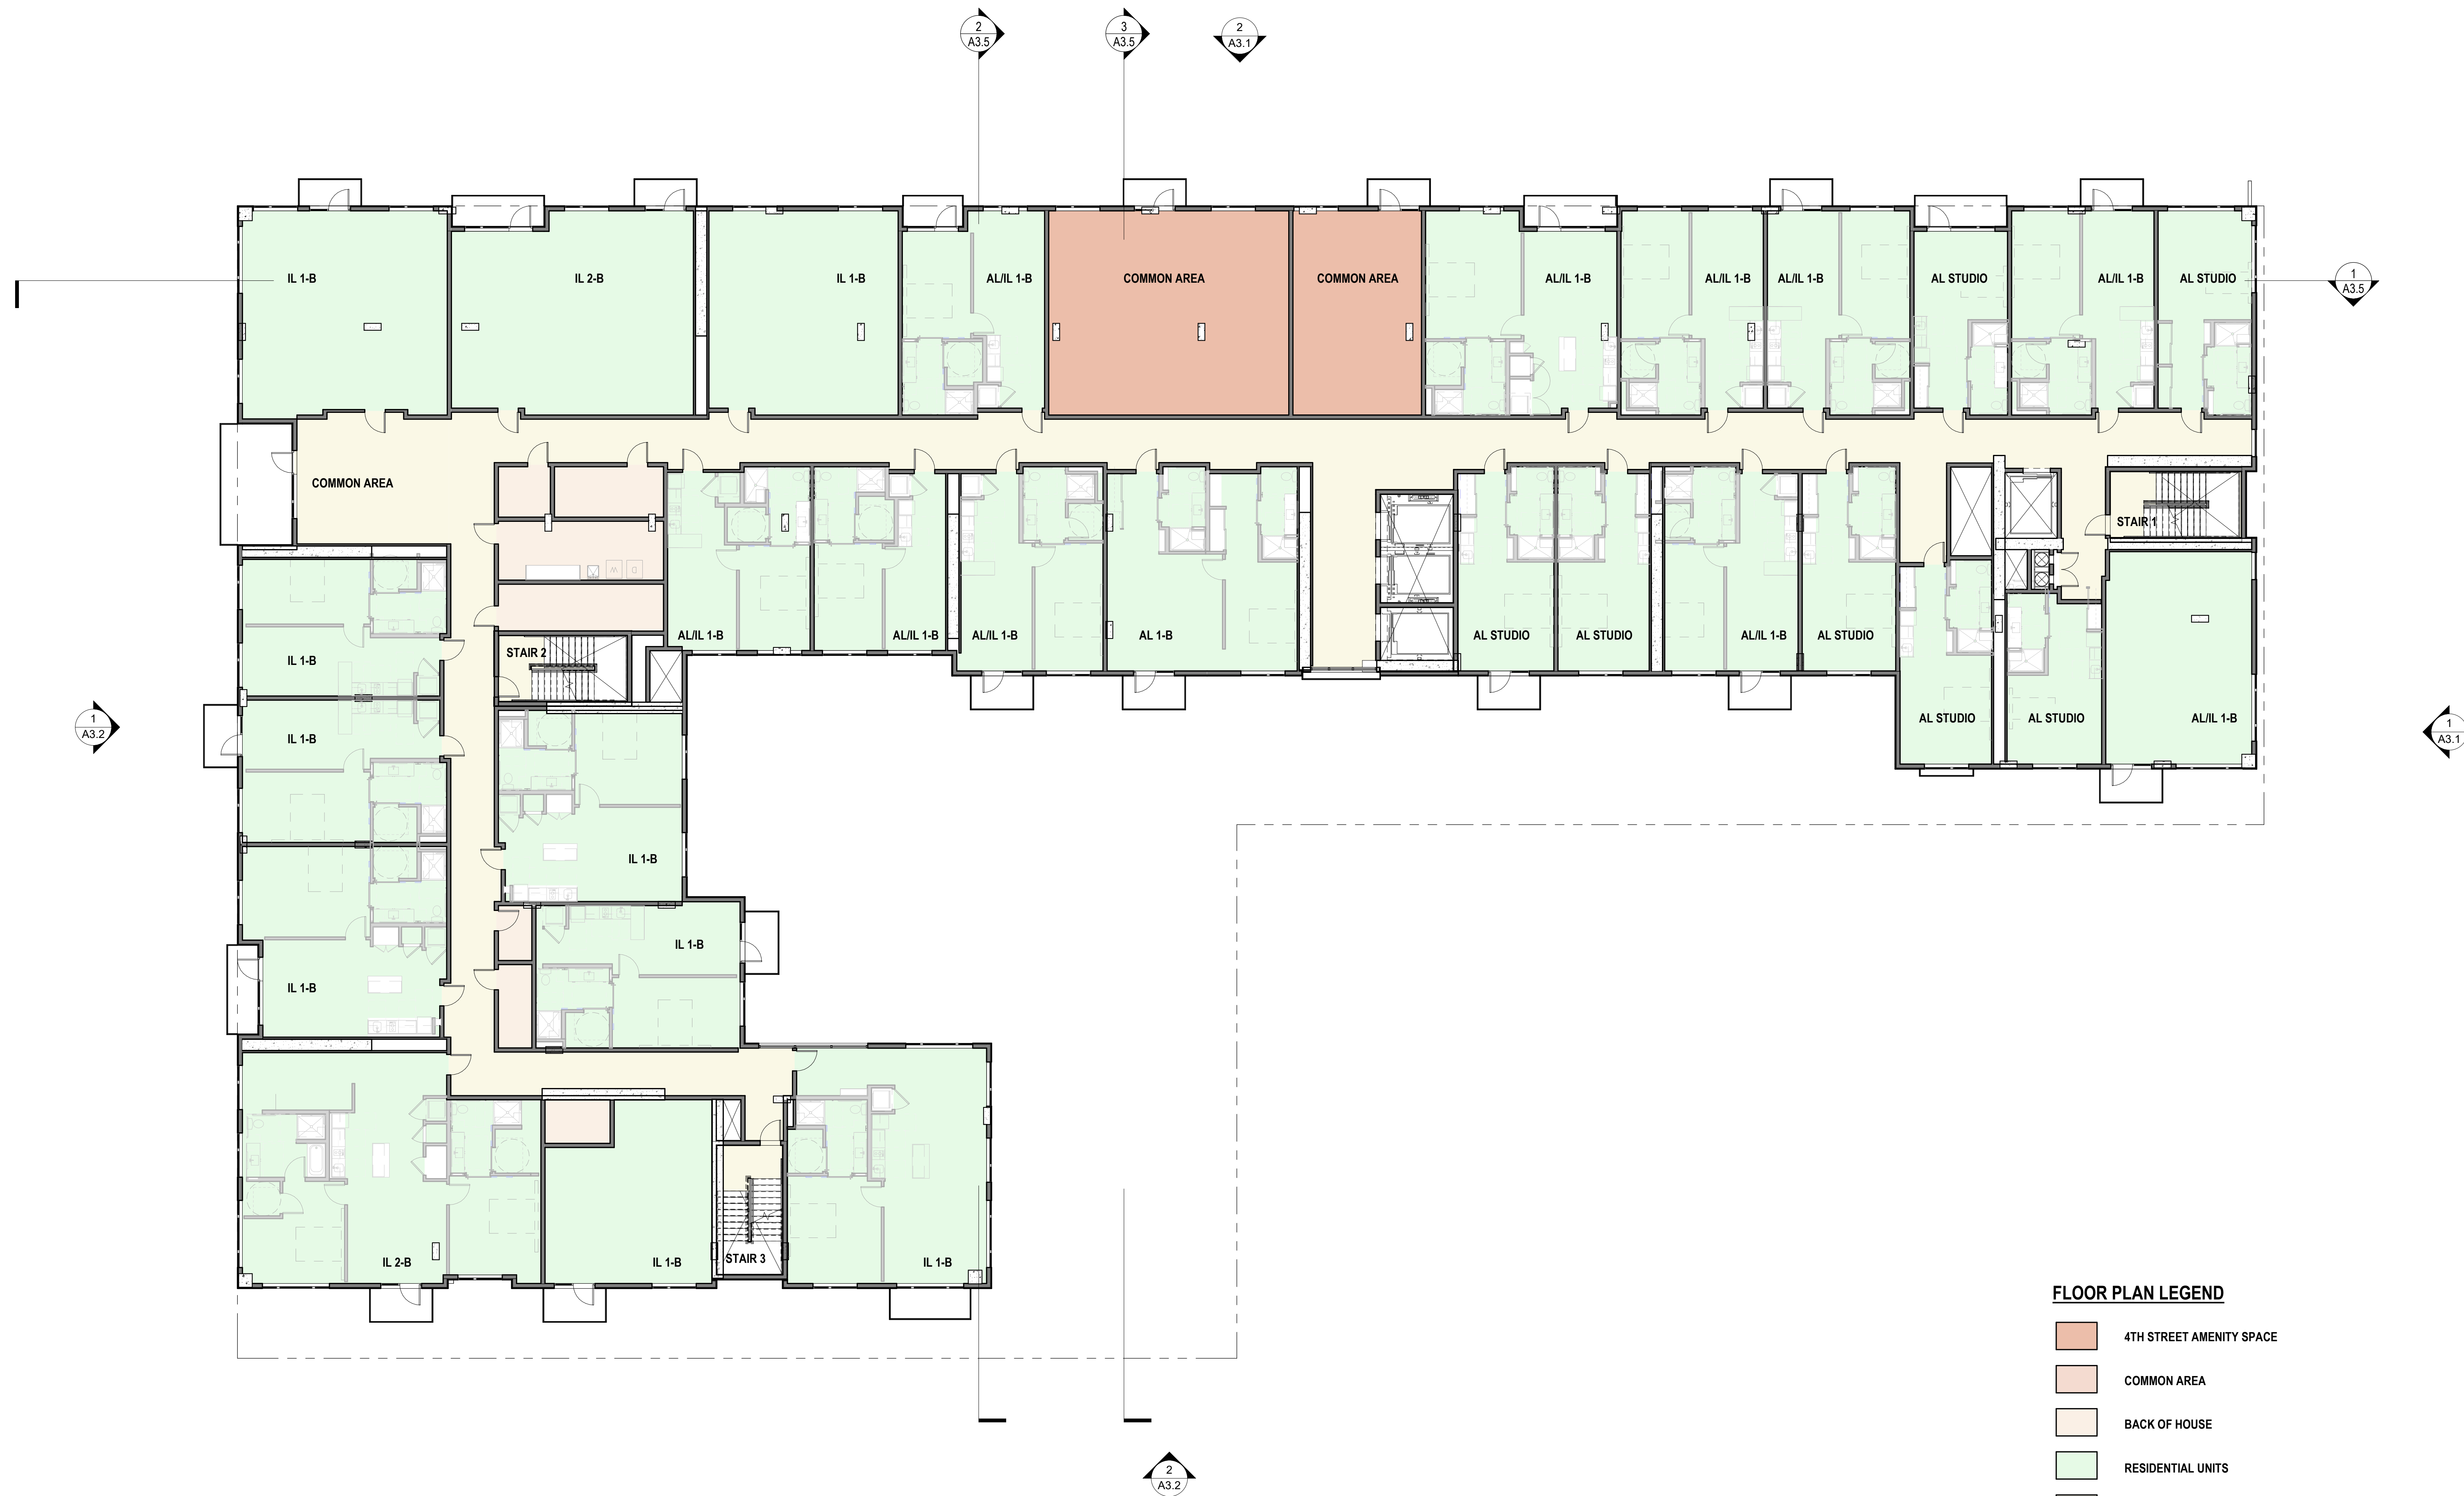 2
A3.5
3
A3.5
2
A3.1
IL 1-B
IL 2-B
IL 1-B
AL/IL 1-B
COMMON AREA
COMMON AREA
AL/IL 1-B
AL/IL 1-B
AL/IL 1-B
AL STUDIO
AL/IL 1-B
AL STUDIO
1
A3.5
COMMON AREA
STAIR 1
W
D
AL/IL 1-B
AL/IL 1-B
AL/IL 1-B
AL 1-B
AL STUDIO
AL STUDIO
AL/IL 1-B
AL STUDIO
STAIR 2
IL 1-B
AL STUDIO
AL STUDIO
AL/IL 1-B
1
A3.2
IL 1-B
1
A3.1
IL 1-B
IL 1-B
IL 1-B
IL 2-B
IL 1-B
STAIR 3
IL 1-B
FLOOR PLAN LEGEND
4TH STREET AMENITY SPACE
COMMON AREA
BACK OF HOUSE
RESIDENTIAL UNITS
2
A3.2